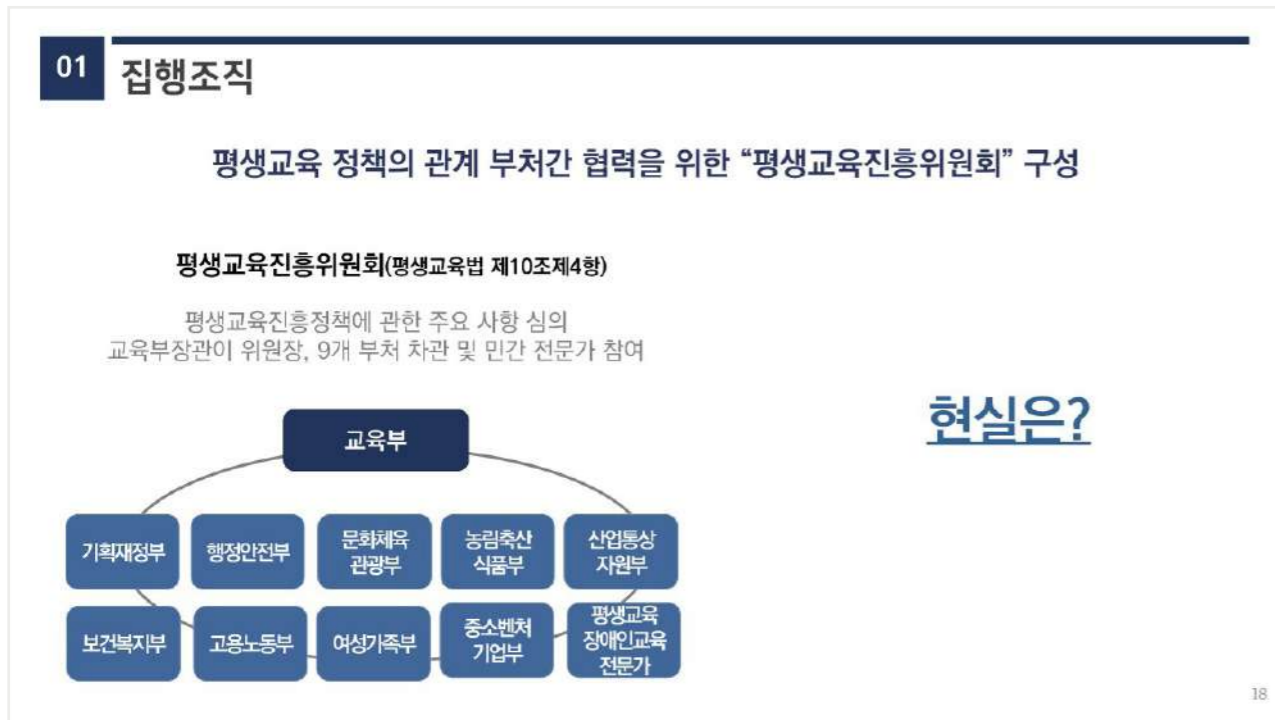 01
집행조직
평생교육 정책의 관계 부처간 협력을 위한 “평생교육진흥위원회” 구성
평생교육진흥위원회(평생교육법 제10조제4항)
평생교육진흥정책에 관한 주요 사항 심의
교육부장관이 위원장, 9개 부처 차관 및 민간 전문가 참여
현실은?
교육부
기획재정부
행정안전부
문화체육
관광부
농림축산
식품부
산업통상
자원부
보건복지부
고용노동부
여성가족부
중소벤처
기업부
평생교육
장애인교육
전문가
18